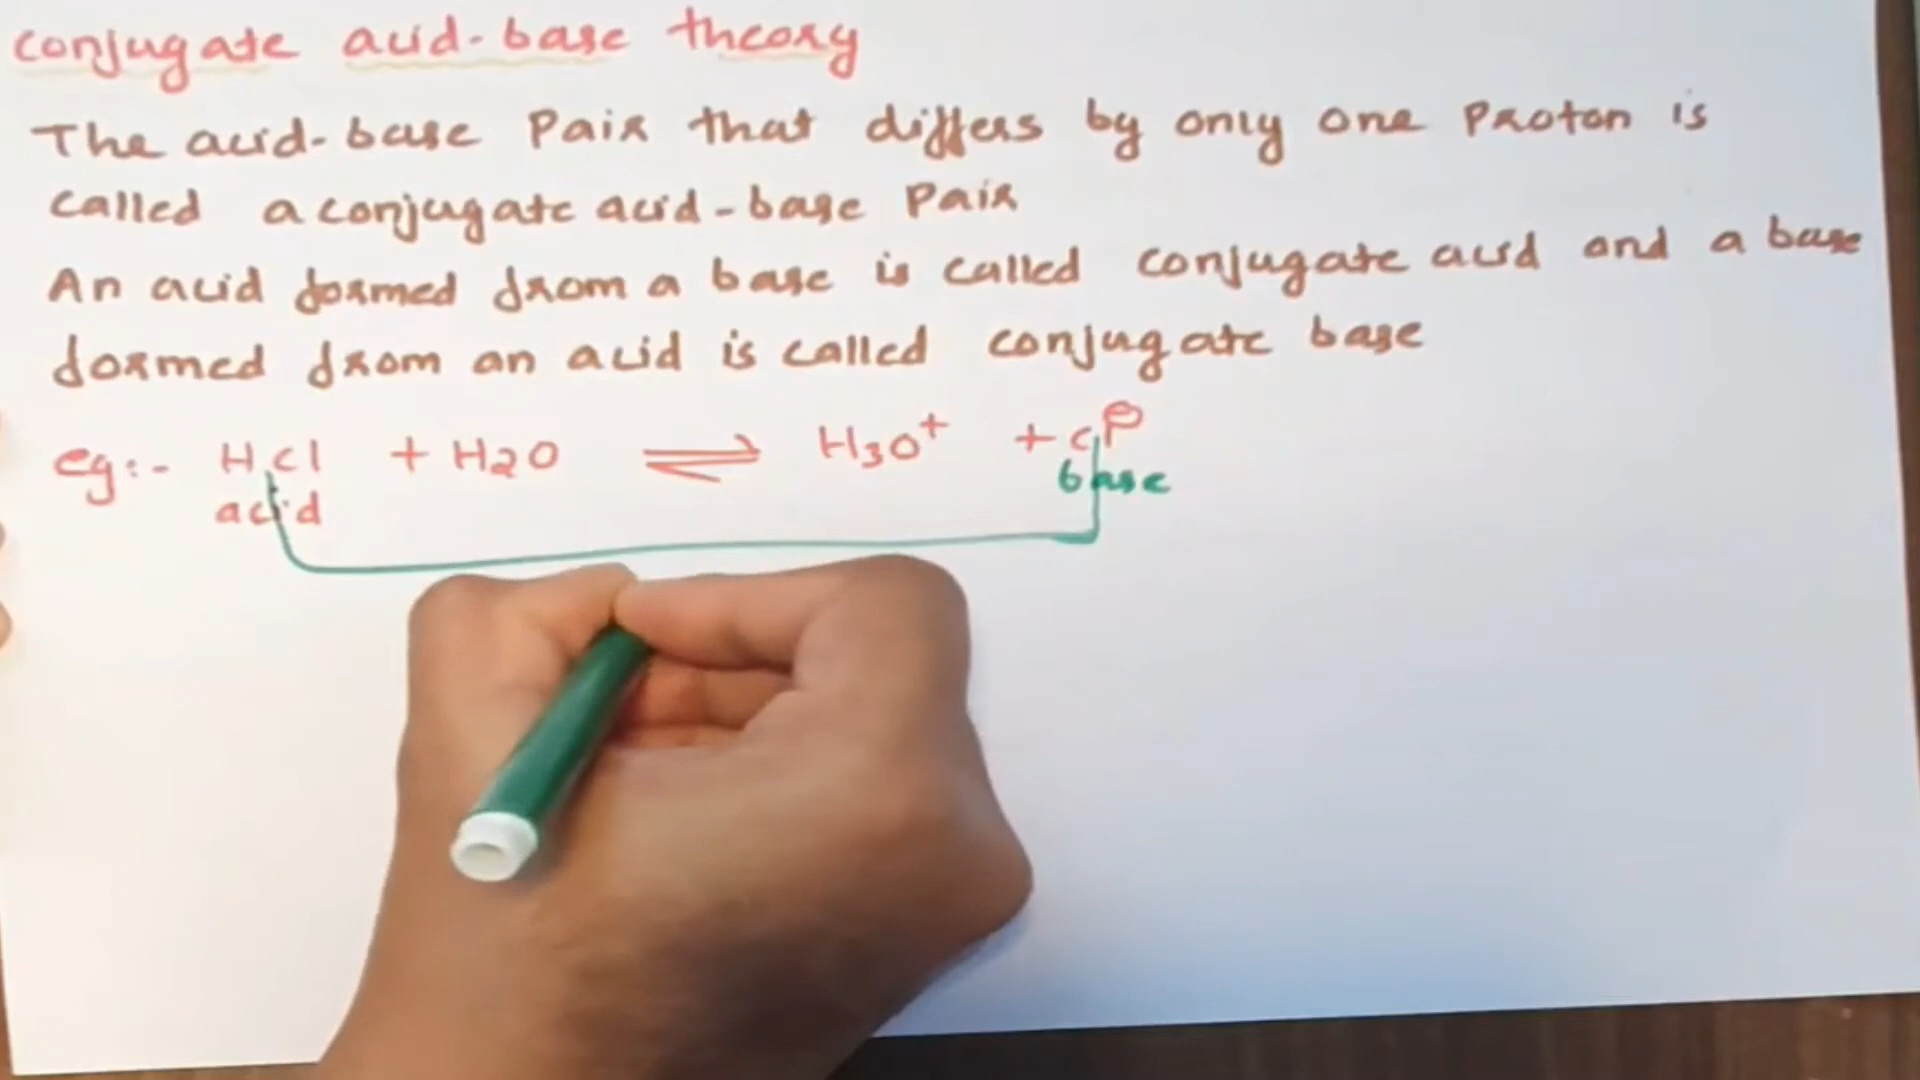 conjugate acid-base theory
The acid-base Pair that differs by only one Proton is
called a conjugate acid-base Pair
An acid formed from a base is called conjugate acid and a base
formed from an acid is called conjugate base
eg:- HCl + H2O ⇌ H3O+ + Cl⊖
acid base